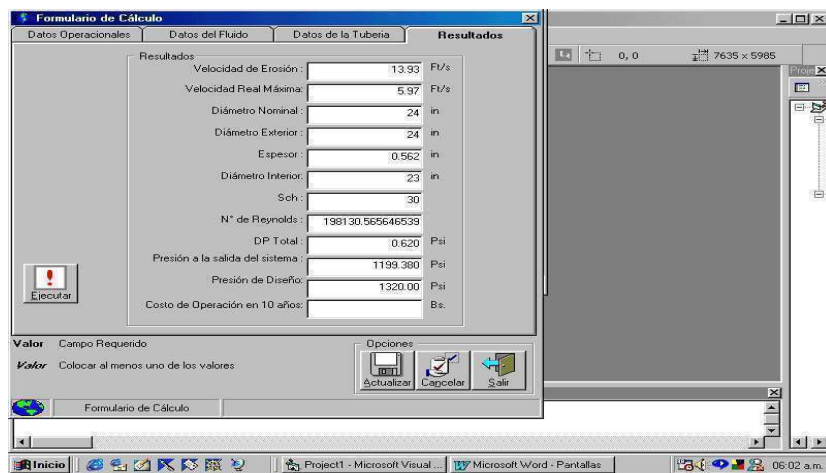 Formulario de Cálculo
Datos Operacionales
Datos del Fluido
Datos de la Tuberia
Resultados
Resultados
Velocidad de Erosión : 13.93 Ft/s
Velocidad Real Máxima: 5.97 Ft/s
Diámetro Nominal : 24 in
Diámetro Exterior : 24 in
Espesor : 0.562 in
Diámetro Interior: 23 in
Sch : 30
N° de Reynolds : 198130.565646539
DP Total : 0.620 Psi
Presión a la salida del sistema : 1199.380 Psi
Presión de Diseño: 1320.00 Psi
Costo de Operación en 10 años: Bs.
Ejecutar
Valor Campo Requerido
Valor Colocar al menos uno de los valores
Opciones
Actualizar Cancelar Salir
Formulario de Cálculo
0, 0 7635 x 5985
Proje
Inicio Project1 - Microsoft Visual ... Microsoft Word - Pantallas 06:02 a.m.